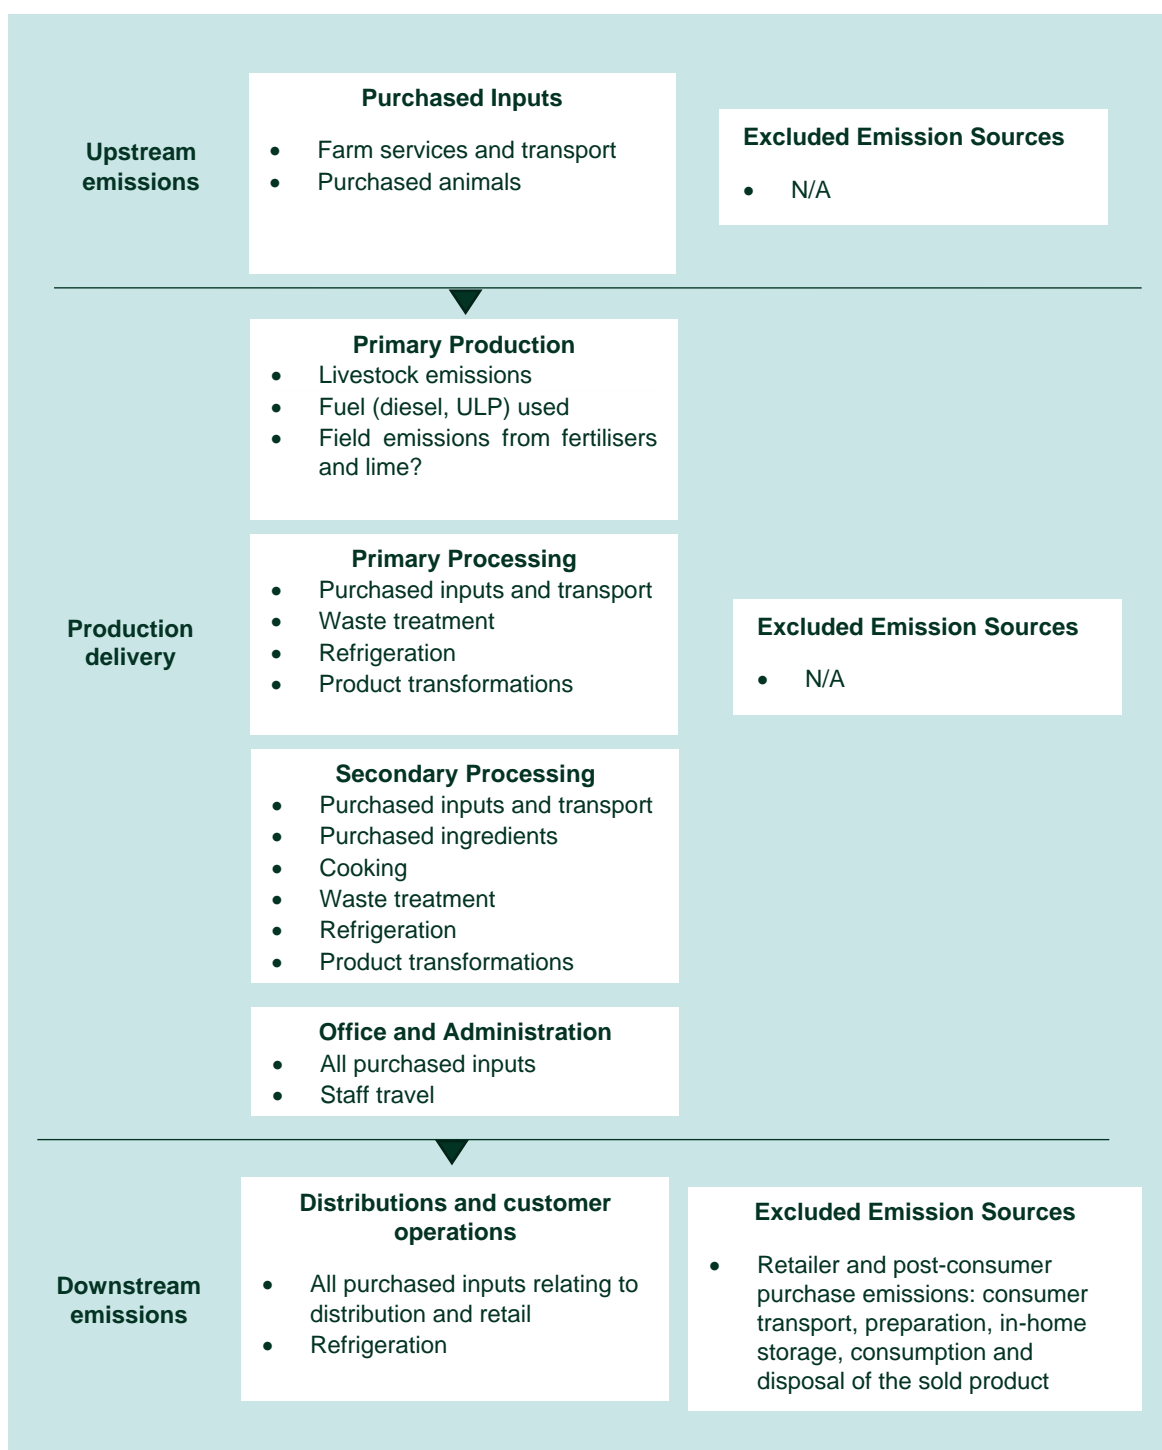 Upstream
emissions
Purchased Inputs
• Farm services and transport
• Purchased animals
Excluded Emission Sources
• N/A
Production
delivery
Primary Production
• Livestock emissions
• Fuel (diesel, ULP) used
• Field emissions from fertilisers
and lime?
Primary Processing
• Purchased inputs and transport
• Waste treatment
• Refrigeration
• Product transformations
Secondary Processing
• Purchased inputs and transport
• Purchased ingredients
• Cooking
• Waste treatment
• Refrigeration
• Product transformations
Office and Administration
• All purchased inputs
• Staff travel
Excluded Emission Sources
• N/A
Downstream
emissions
Distributions and customer
operations
• All purchased inputs relating to
distribution and retail
• Refrigeration
Excluded Emission Sources
• Retailer and post-consumer
purchase emissions: consumer
transport, preparation, in-home
storage, consumption and
disposal of the sold product